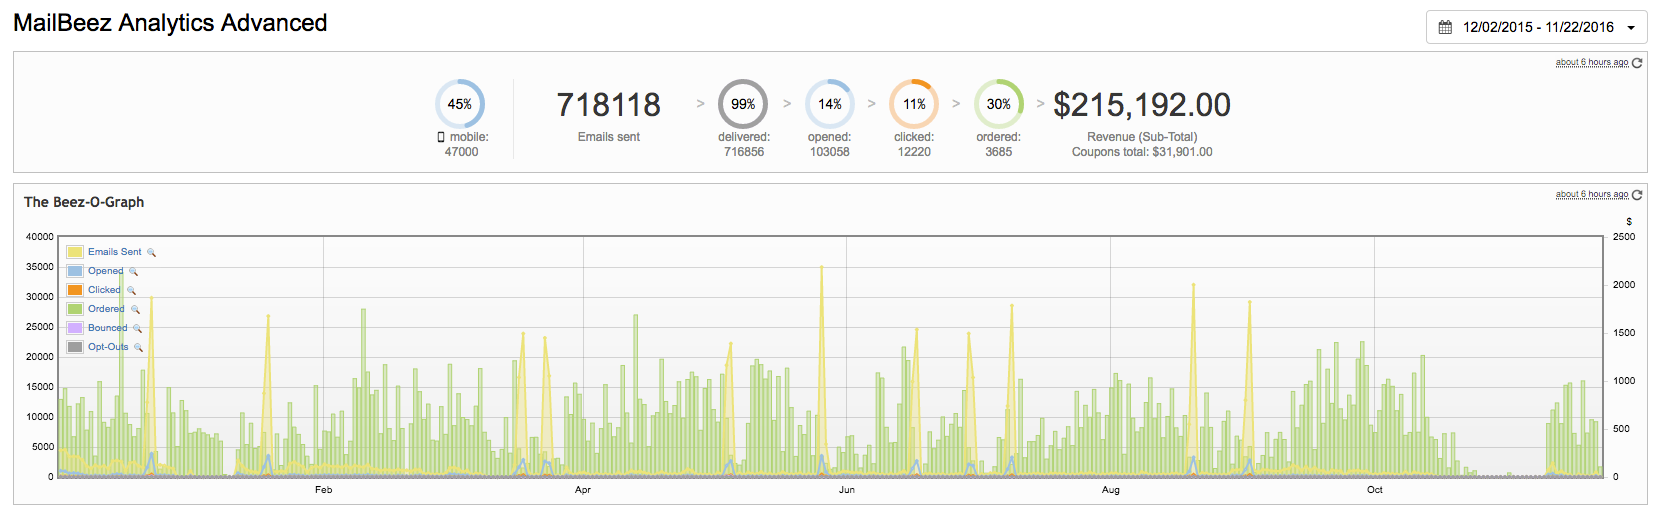 MailBeez Analytics Advanced
12/02/2015 - 11/22/2016
about 6 hours ago
45%
718118
>
99%
>
14%
>
11%
>
30%
>
$215,192.00
mobile:
47000
Emails sent
delivered:
716856
opened:
103058
clicked:
12220
ordered:
3685
Revenue (Sub-Total)
Coupons total: $31,901.00
The Beez-O-Graph
about 6 hours ago
$
40000
35000
30000
25000
20000
15000
10000
5000
0
Emails Sent
Opened
Clicked
Ordered
Bounced
Opt-Outs
2500
2000
1500
1000
500
0
Feb
Apr
Jun
Aug
Oct